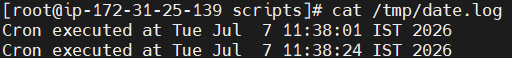 [root@ip-172-31-25-139 scripts]# cat /tmp/date.log
Cron executed at Tue Jul  7 11:38:01 IST 2026
Cron executed at Tue Jul  7 11:38:24 IST 2026